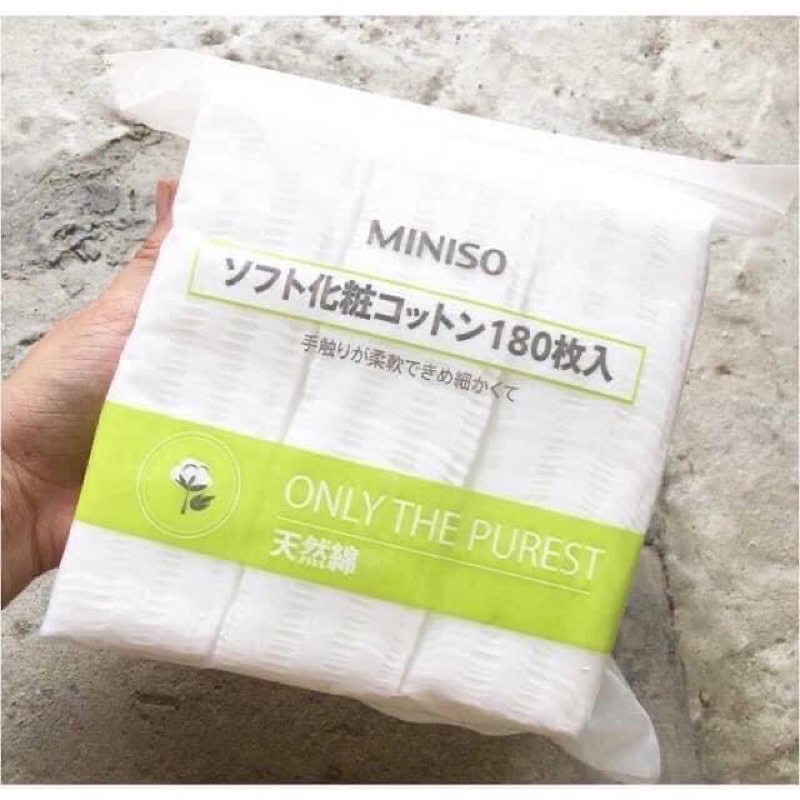 MINISO
ソフト化粧コットン180枚入
手触りが柔軟できめ細かくて
ONLY THE PUREST
天然綿